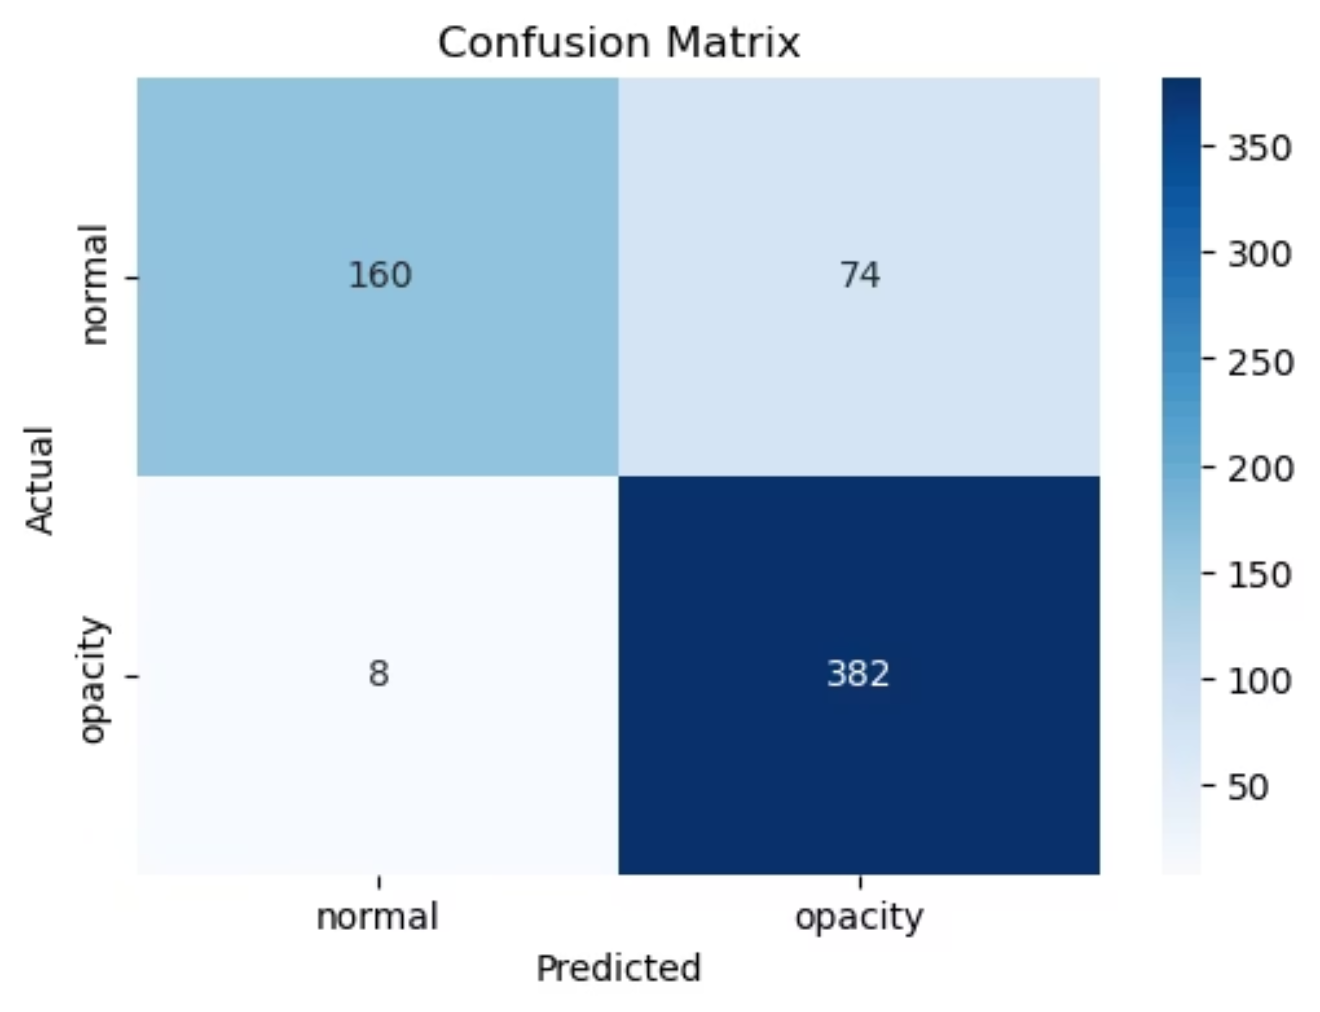 Confusion Matrix
Actual
normal
160
74
opacity
8
382
normal
opacity
Predicted
350
300
250
200
150
100
50